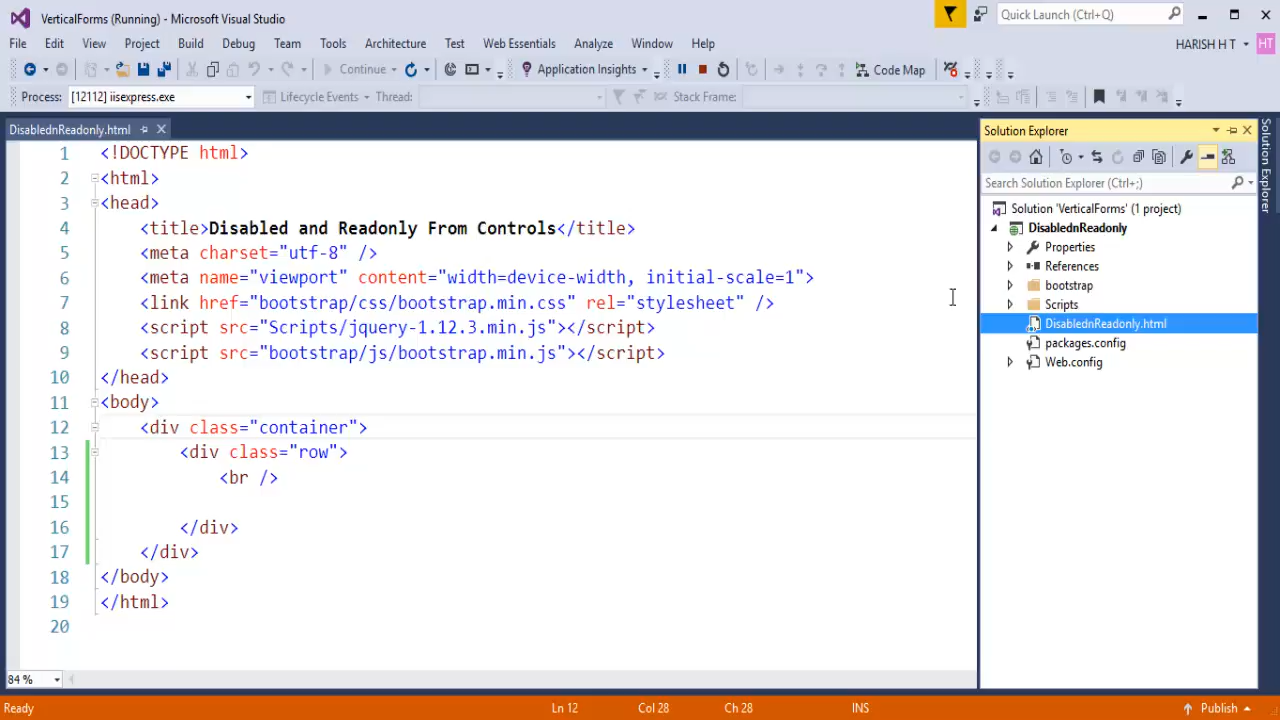 VerticalForms (Running) - Microsoft Visual Studio
Quick Launch (Ctrl+Q)
File Edit View Project Build Debug Team Tools Architecture Test Web Essentials Analyze Window Help
HARISH H T HT
Continue Application Insights Code Map
Process: [12112] iisexpress.exe Lifecycle Events Thread: Stack Frame:
DisablednReadonly.html
1 <!DOCTYPE html>
2 <html>
3 <head>
4 <title>Disabled and Readonly From Controls</title>
5 <meta charset="utf-8" />
6 <meta name="viewport" content="width=device-width, initial-scale=1">
7 <link href="bootstrap/css/bootstrap.min.css" rel="stylesheet" />
8 <script src="Scripts/jquery-1.12.3.min.js"></script>
9 <script src="bootstrap/js/bootstrap.min.js"></script>
10 </head>
11 <body>
12 <div class="container">
13 <div class="row">
14 <br />
15
16 </div>
17 </div>
18 </body>
19 </html>
20
84 %
Solution Explorer
Search Solution Explorer (Ctrl+;)
Solution 'VerticalForms' (1 project)
DisablednReadonly
Properties
References
bootstrap
Scripts
DisablednReadonly.html
packages.config
Web.config
Solution Explorer
Ready Ln 12 Col 28 Ch 28 INS Publish